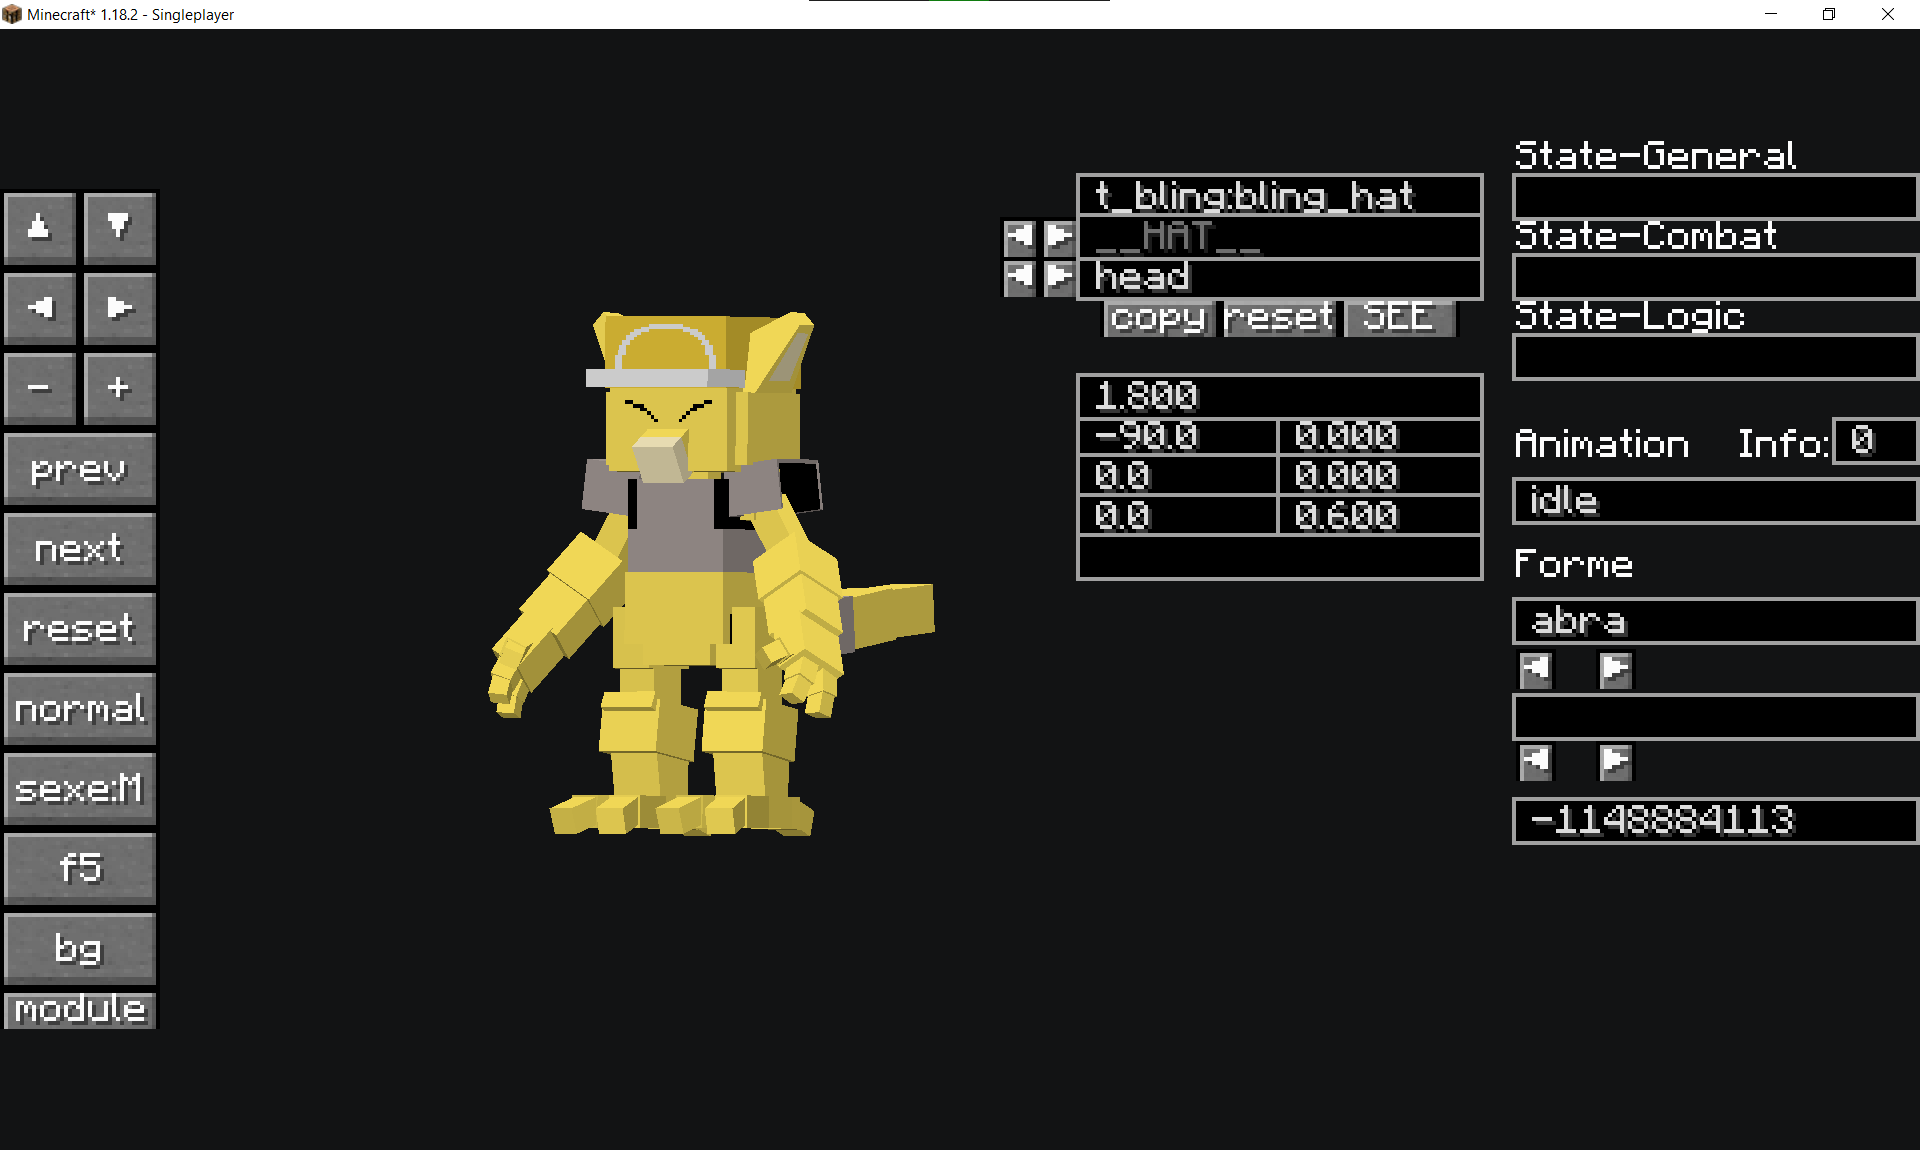 Minecraft* 1.18.2 - Singleplayer
prev
next
reset
normal
sexe:M
f5
bg
module
t_bling:bling_hat
__HAT__
head
copy reset SEE
1.800
-90.0 0.000
0.0 0.000
0.0 0.600
State-General
State-Combat
State-Logic
Animation Info: 0
idle
Forme
abra
-1148884113